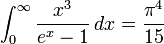 ∫₀^∞ x³/(eˣ − 1) dx = π⁴/15